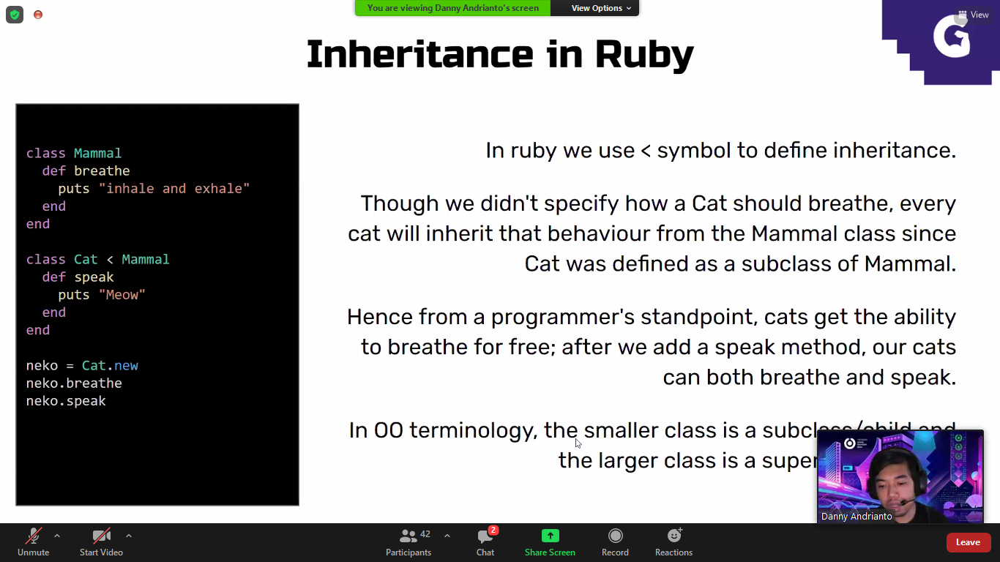 You are viewing Danny Andrianto's screen
View Options
View
G
Inheritance in Ruby
class Mammal
def breathe
puts "inhale and exhale"
end
end
class Cat < Mammal
def speak
puts "Meow"
end
end
neko = Cat.new
neko.breathe
neko.speak
In ruby we use < symbol to define inheritance.
Though we didn't specify how a Cat should breathe, every
cat will inherit that behaviour from the Mammal class since
Cat was defined as a subclass of Mammal.
Hence from a programmer's standpoint, cats get the ability
to breathe for free; after we add a speak method, our cats
can both breathe and speak.
In OO terminology, the smaller class is a subclass/child and
the larger class is a super
Danny Andrianto
Unmute
Start Video
Participants
42
Chat
2
Share Screen
Record
Reactions
Leave